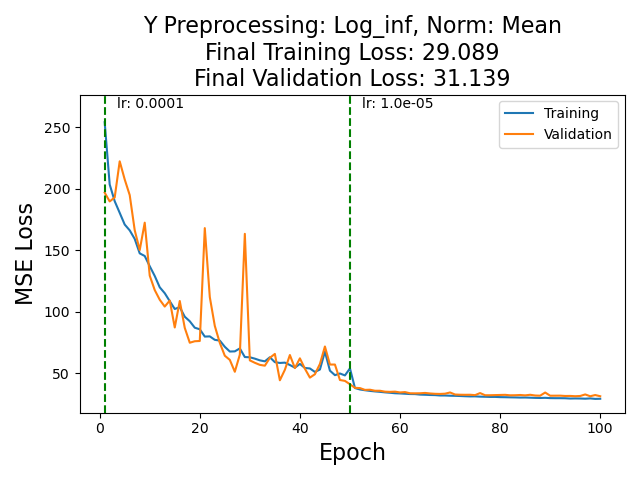 Y Preprocessing: Log_inf, Norm: Mean
Final Training Loss: 29.089
Final Validation Loss: 31.139
lr: 0.0001
lr: 1.0e-05
Training
Validation
MSE Loss
250
200
150
100
50
0
20
40
60
80
100
Epoch